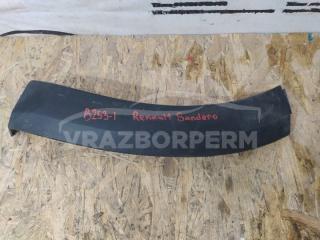 B253-1 Renault Sandero
VRAZBORPERM